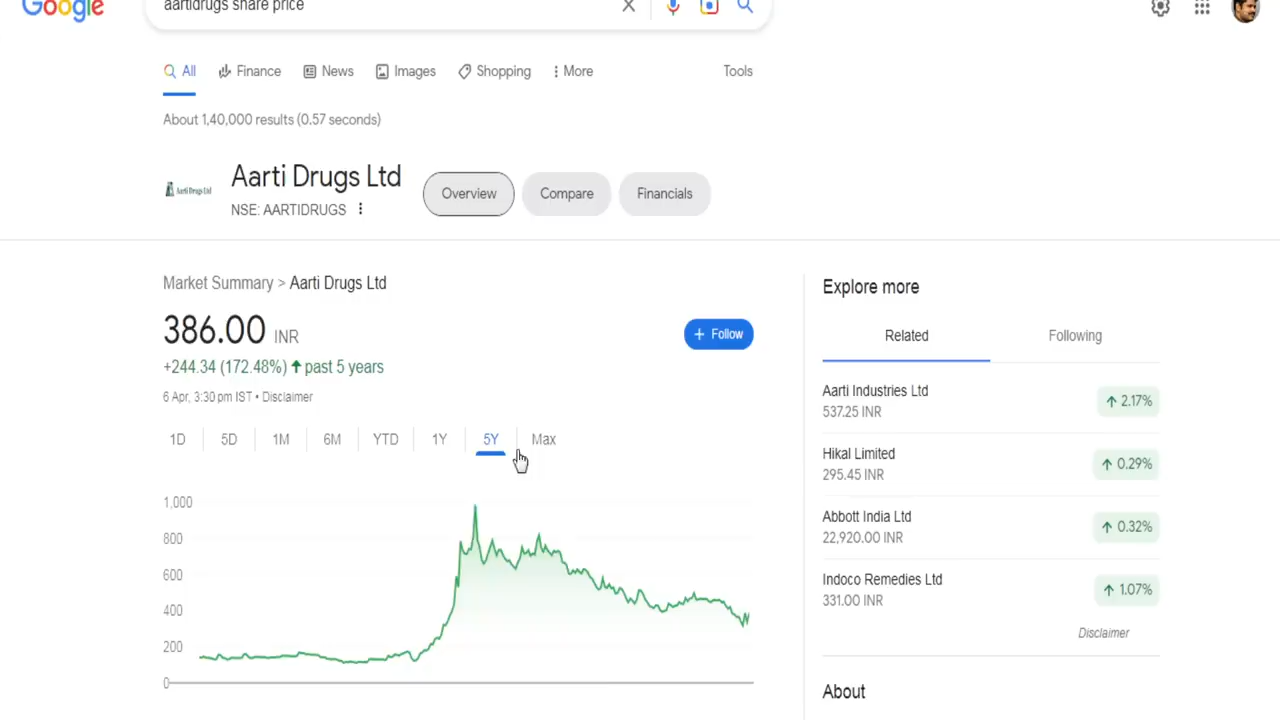 Google
aartidrugs share price
All Finance News Images Shopping More Tools
About 1,40,000 results (0.57 seconds)
Aarti Drugs Ltd
Aarti Drugs Ltd
NSE: AARTIDRUGS
Overview Compare Financials
Market Summary > Aarti Drugs Ltd
386.00 INR
+ Follow
+244.34 (172.48%) ↑ past 5 years
6 Apr, 3:30 pm IST • Disclaimer
1D 5D 1M 6M YTD 1Y 5Y Max
1,000
800
600
400
200
0
Explore more
Related Following
Aarti Industries Ltd
537.25 INR
↑ 2.17%
Hikal Limited
295.45 INR
↑ 0.29%
Abbott India Ltd
22,920.00 INR
↑ 0.32%
Indoco Remedies Ltd
331.00 INR
↑ 1.07%
Disclaimer
About